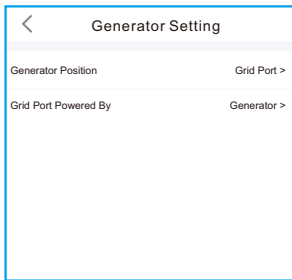 Generator Setting
Generator Position Grid Port >
Grid Port Powered By Generator >